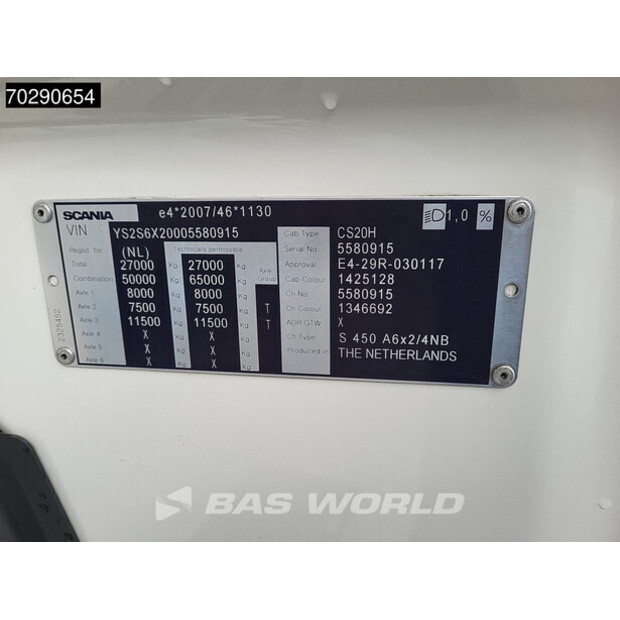 70290654
SCANIA e4*2007/46*1130 1,0 %
VIN YS2S6X20005580915 Cab Type CS20H
Regist. for (NL) Technically permissible Serial No. 5580915
Total 27000 Kg 27000 Kg Axle Group Approval E4-29R-030117
Combination 50000 Kg 65000 Kg Cab Colour 1425128
Axle 1 8000 Kg 8000 Kg Ch No 5580915
Axle 2 7500 Kg 7500 Kg T Ch Colour 1346692
Axle 3 11500 Kg 11500 Kg T ADR GTW X
Axle 4 X Kg X Kg Ch Type S 450 A6x2/4NB
Axle 5 X Kg X Kg Produced in THE NETHERLANDS
Axle 6 X Kg X Kg
2325452
BAS WORLD